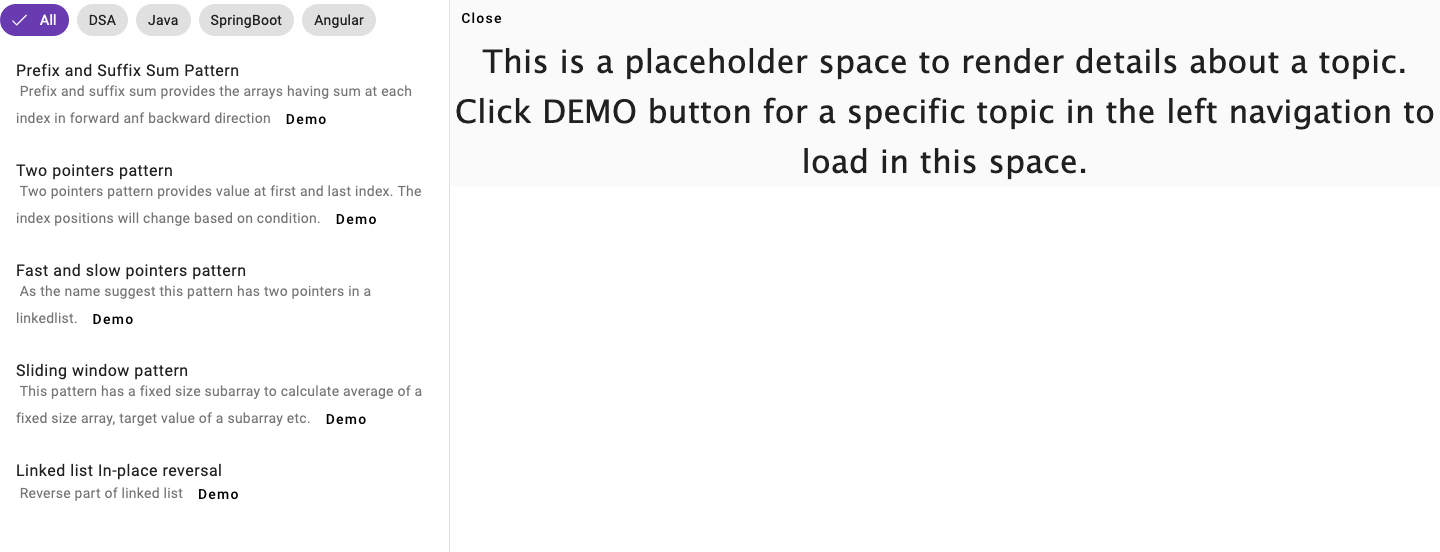 All
DSA
Java
SpringBoot
Angular
Prefix and Suffix Sum Pattern
Prefix and suffix sum provides the arrays having sum at each
index in forward anf backward direction Demo
Two pointers pattern
Two pointers pattern provides value at first and last index. The
index positions will change based on condition. Demo
Fast and slow pointers pattern
As the name suggest this pattern has two pointers in a
linkedlist. Demo
Sliding window pattern
This pattern has a fixed size subarray to calculate average of a
fixed size array, target value of a subarray etc. Demo
Linked list In-place reversal
Reverse part of linked list Demo
Close
This is a placeholder space to render details about a topic.
Click DEMO button for a specific topic in the left navigation to
load in this space.